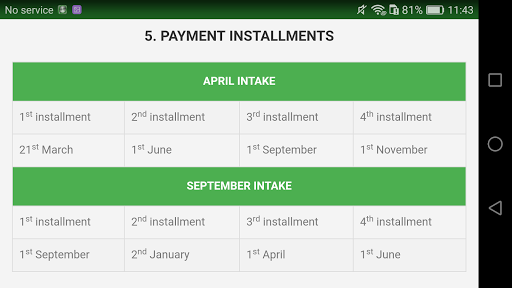 No service 81% 11:43
5. PAYMENT INSTALLMENTS
APRIL INTAKE
1st installment 2nd installment 3rd installment 4th installment
21st March 1st June 1st September 1st November
SEPTEMBER INTAKE
1st installment 2nd installment 3rd installment 4th installment
1st September 2nd January 1st April 1st June